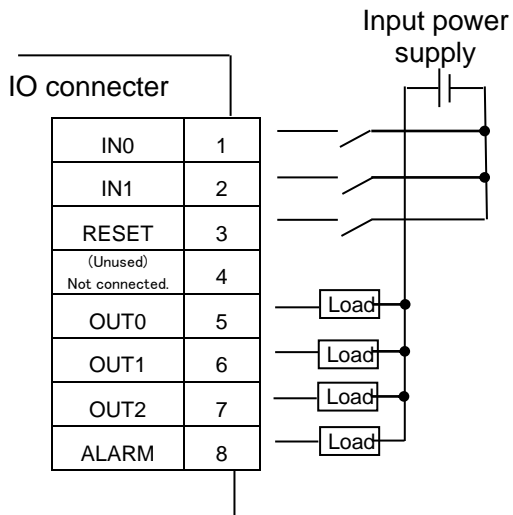 Input power
supply
IO connecter
IN0 1
IN1 2
RESET 3
(Unused)
Not connected. 4
OUT0 5
OUT1 6
OUT2 7
ALARM 8
Load
Load
Load
Load